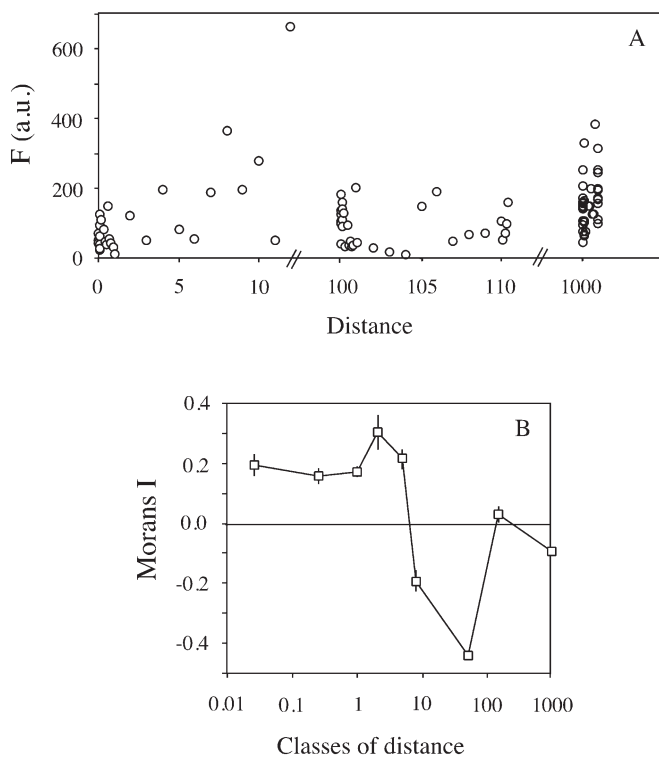 A
F (a.u.)
600
400
200
0
0 5 10 100 105 110 1000
Distance
B
Morans I
0.4
0.2
0.0
-0.2
-0.4
0.01 0.1 1 10 100 1000
Classes of distance